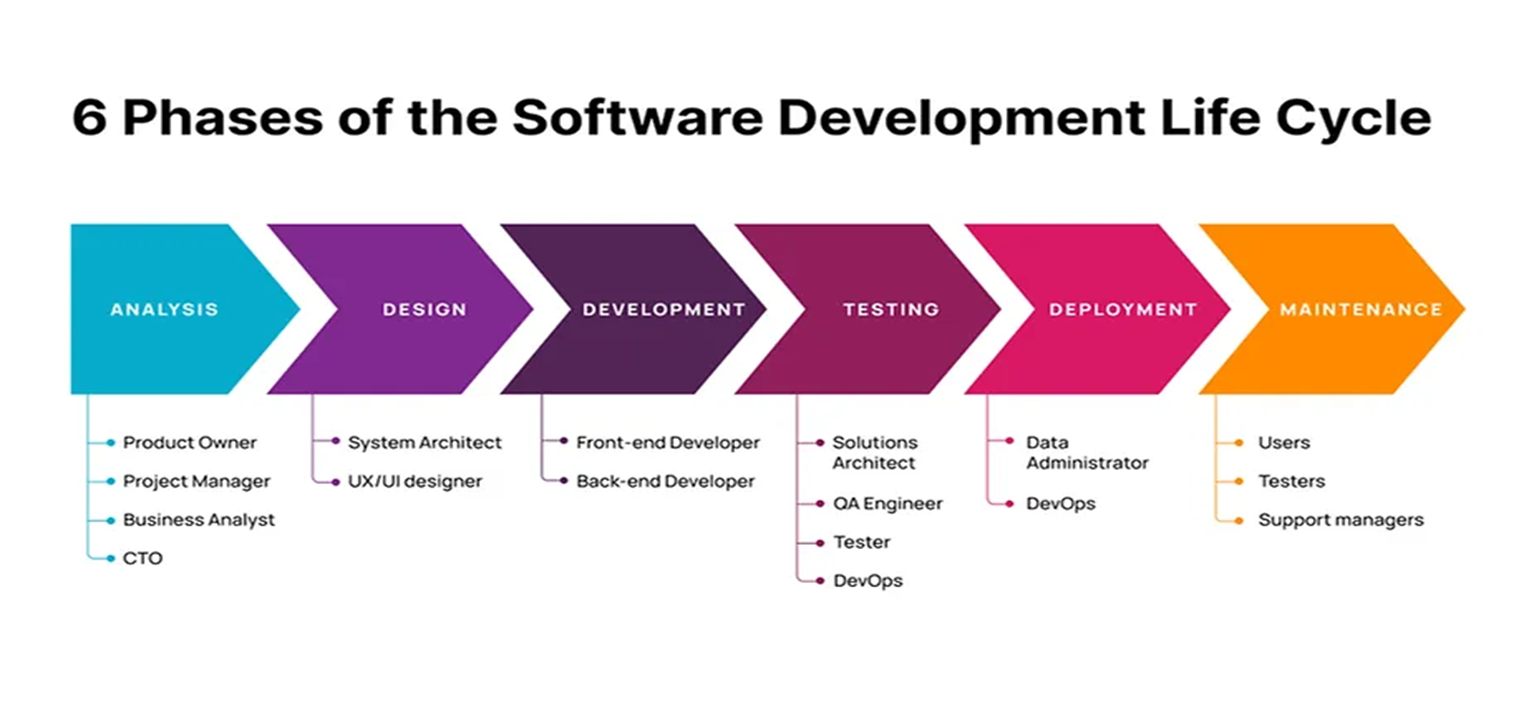 6 Phases of the Software Development Life Cycle
ANALYSIS
DESIGN
DEVELOPMENT
TESTING
DEPLOYMENT
MAINTENANCE
Product Owner
Project Manager
Business Analyst
CTO
System Architect
UX/UI designer
Front-end Developer
Back-end Developer
Solutions
Architect
QA Engineer
Tester
DevOps
Data
Administrator
DevOps
Users
Testers
Support managers